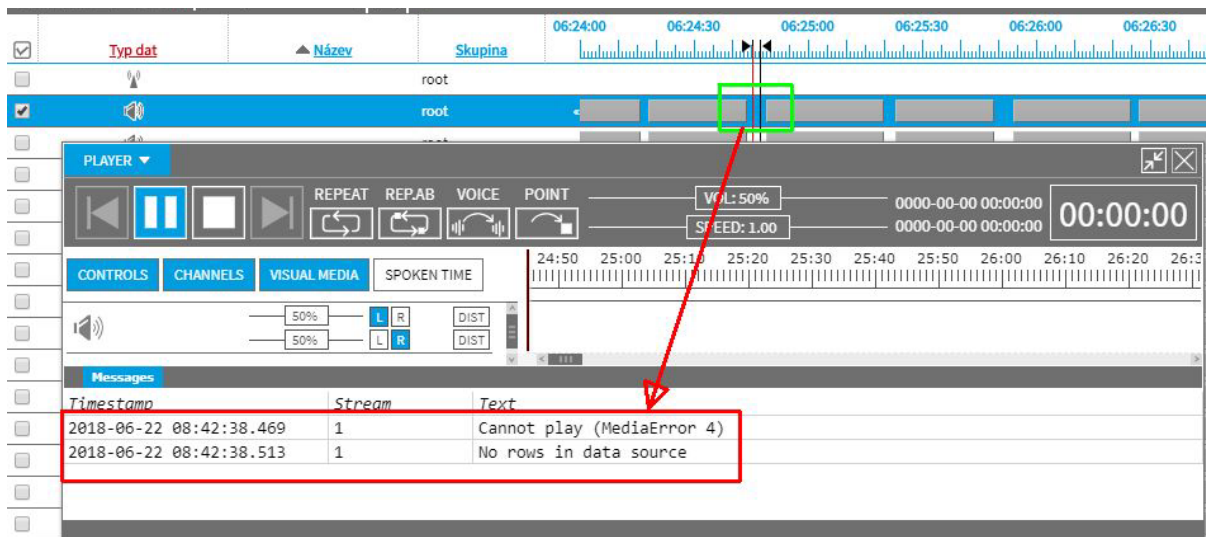 06:24:00 06:24:30 06:25:00 06:25:30 06:26:00 06:26:30
Typ dat Název Skupina
root
root
PLAYER
REPEAT REP.AB VOICE POINT VOL: 50% 0000-00-00 00:00:00 00:00:00
SPEED: 1.00 0000-00-00 00:00:00
24:50 25:00 25:10 25:20 25:30 25:40 25:50 26:00 26:10 26:20 26:3
CONTROLS CHANNELS VISUAL MEDIA SPOKEN TIME
50% L R DIST
50% L R DIST
Messages
Timestamp Stream Text
2018-06-22 08:42:38.469 1 Cannot play (MediaError 4)
2018-06-22 08:42:38.513 1 No rows in data source